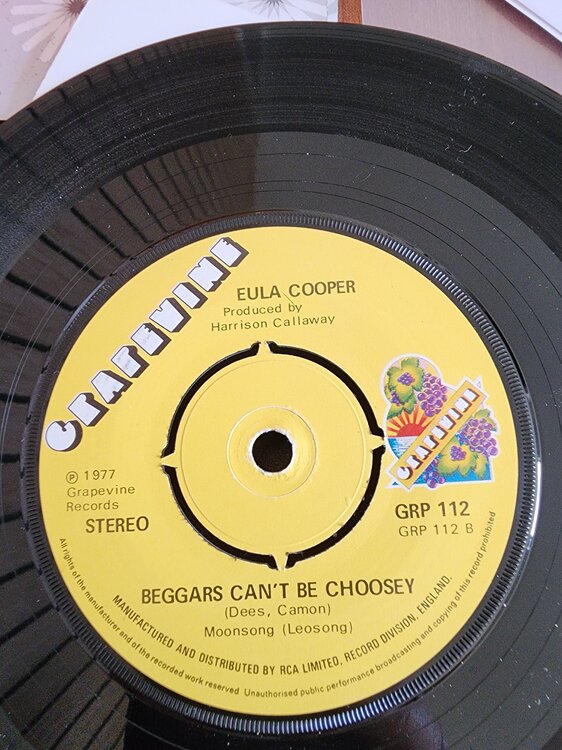 GRAPEVINE
EULA COOPER
Produced by
Harrison Callaway
GRAPEVINE
℗ 1977
Grapevine
Records
STEREO
GRP 112
GRP 112 B
BEGGARS CAN'T BE CHOOSEY
(Dees, Camon)
Moonsong (Leosong)
MANUFACTURED AND DISTRIBUTED BY RCA LIMITED, RECORD DIVISION, ENGLAND.
All rights of the manufacturer and of the recorded work reserved Unauthorised public performance broadcasting and copying of this record prohibited